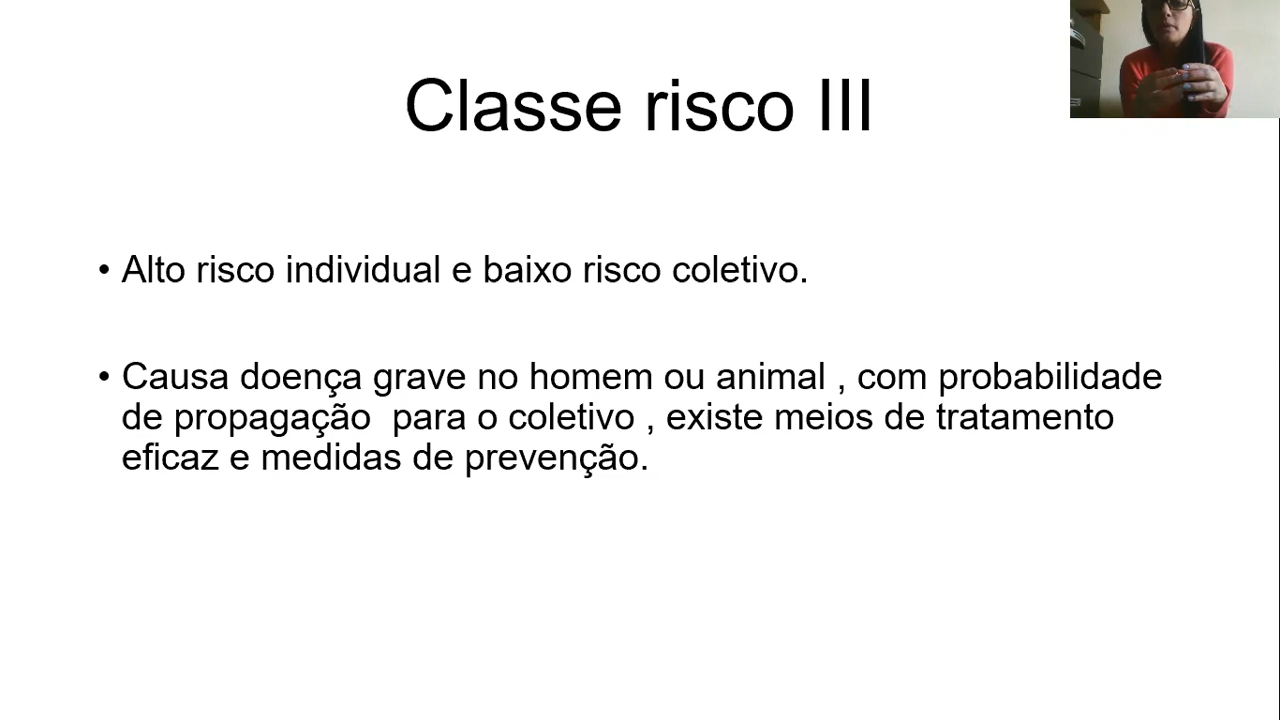 Classe risco III
• Alto risco individual e baixo risco coletivo.
• Causa doença grave no homem ou animal , com probabilidade
de propagação  para o coletivo , existe meios de tratamento
eficaz e medidas de prevenção.